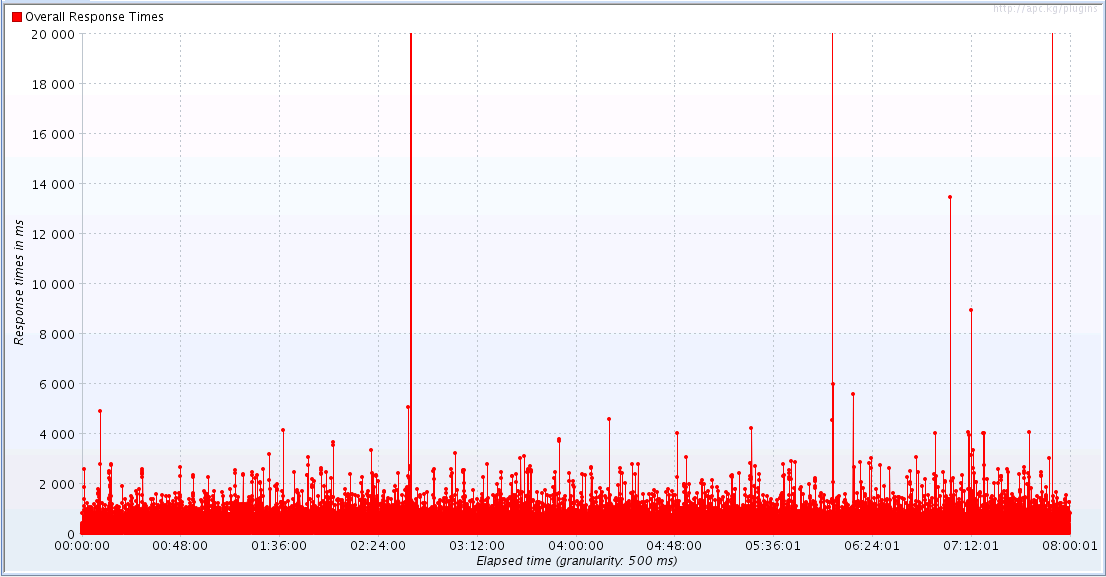 http://apc.kg/plugins
Overall Response Times
20 000
18 000
16 000
14 000
12 000
10 000
8 000
6 000
4 000
2 000
0
Response times in ms
00:00:00 00:48:00 01:36:00 02:24:00 03:12:00 04:00:00 04:48:00 05:36:01 06:24:01 07:12:01 08:00:01
Elapsed time (granularity: 500 ms)